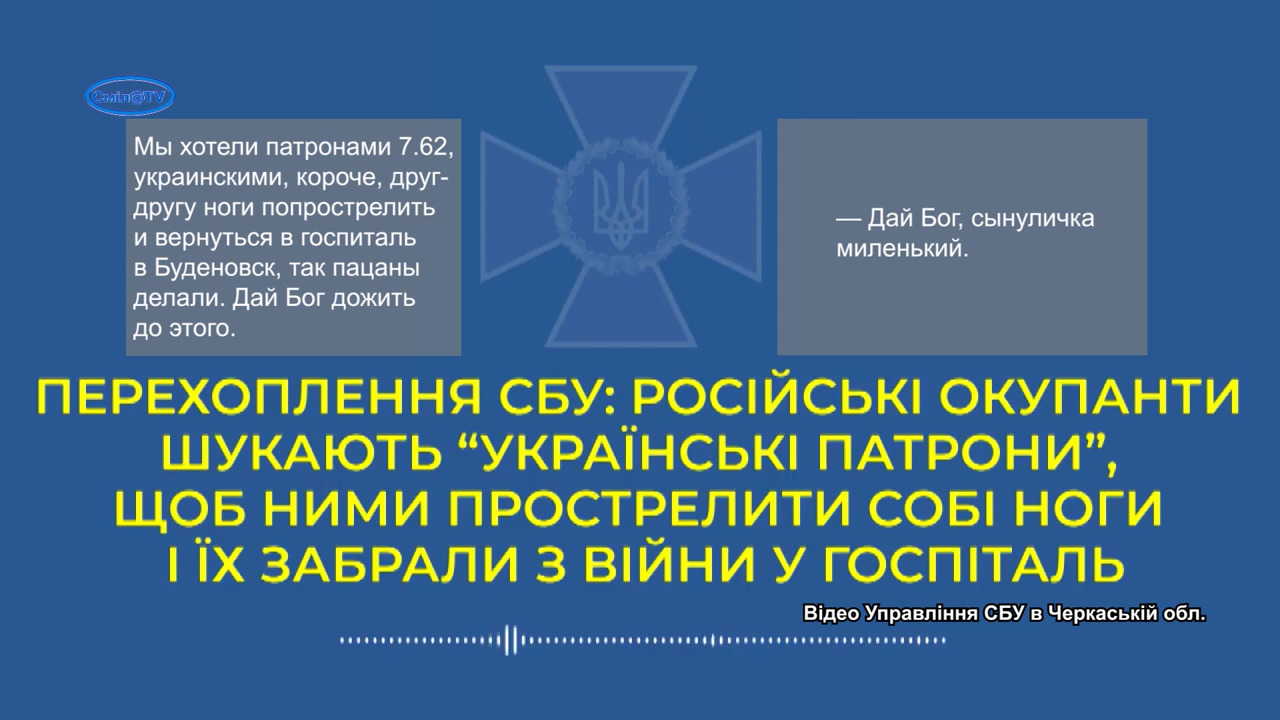 Сміл@TV
Мы хотели патронами 7.62,
украинскими, короче, друг-
другу ноги попрострелить
и вернуться в госпиталь
в Буденовск, так пацаны
делали. Дай Бог дожить
до этого.
— Дай Бог, сынуличка
миленький.
ПЕРЕХОПЛЕННЯ СБУ: РОСІЙСЬКІ ОКУПАНТИ
ШУКАЮТЬ “УКРАЇНСЬКІ ПАТРОНИ”,
ЩОБ НИМИ ПРОСТРЕЛИТИ СОБІ НОГИ
І ЇХ ЗАБРАЛИ З ВІЙНИ У ГОСПІТАЛЬ
Відео Управління СБУ в Черкаській обл.